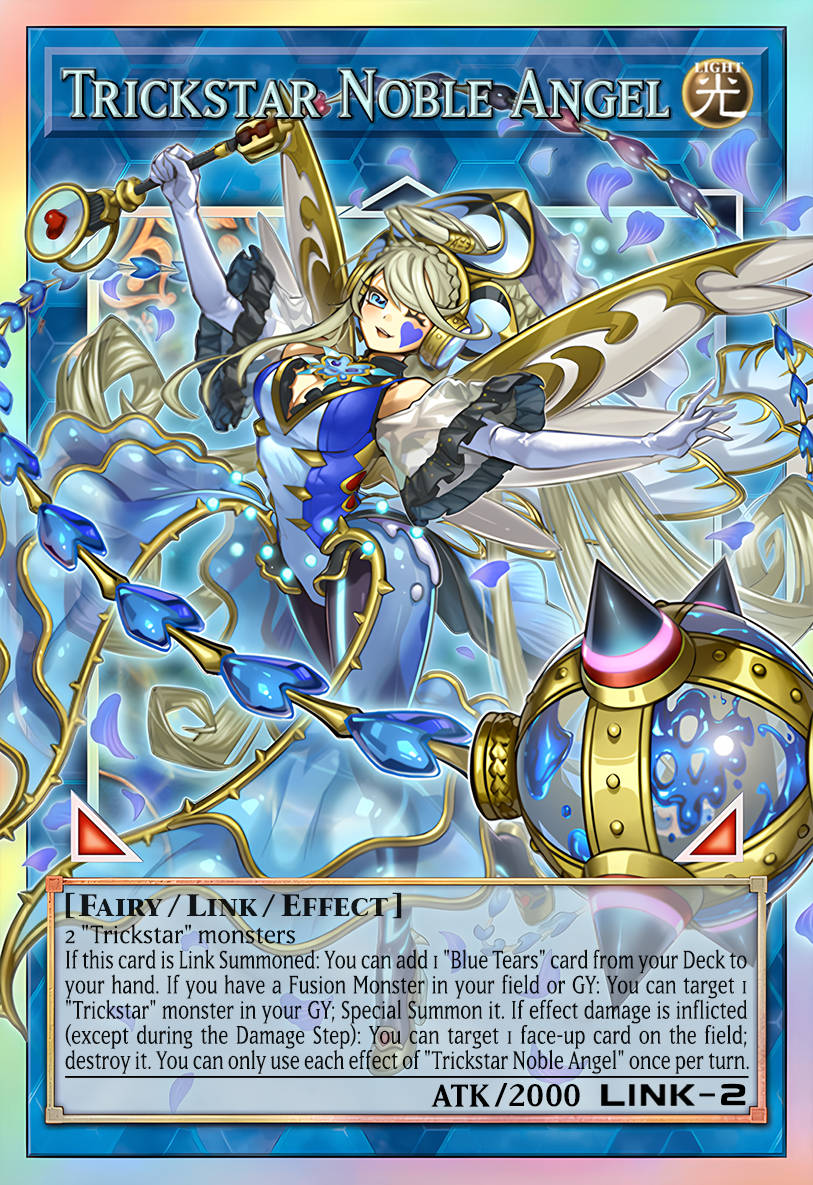 TRICKSTAR NOBLE ANGEL
LIGHT
光
[ FAIRY / LINK / EFFECT ]
2 "Trickstar" monsters
If this card is Link Summoned: You can add 1 "Blue Tears" card from your Deck to
your hand. If you have a Fusion Monster in your field or GY: You can target 1
"Trickstar" monster in your GY; Special Summon it. If effect damage is inflicted
(except during the Damage Step): You can target 1 face-up card on the field;
destroy it. You can only use each effect of "Trickstar Noble Angel" once per turn.
ATK/2000 LINK-2